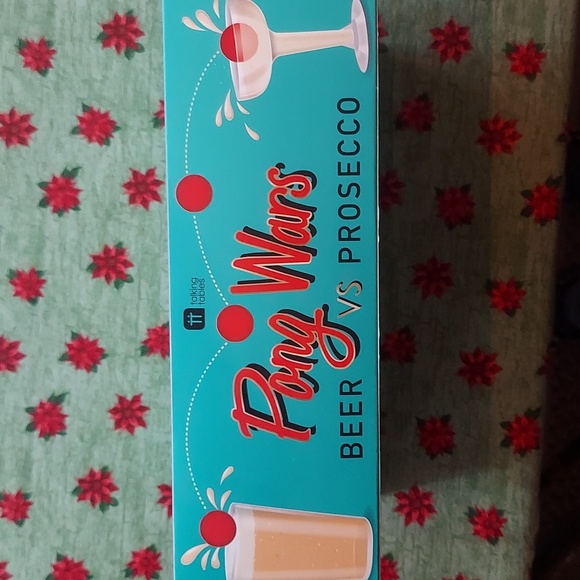 talking
tables
Pong Wars
BEER VS PROSECCO